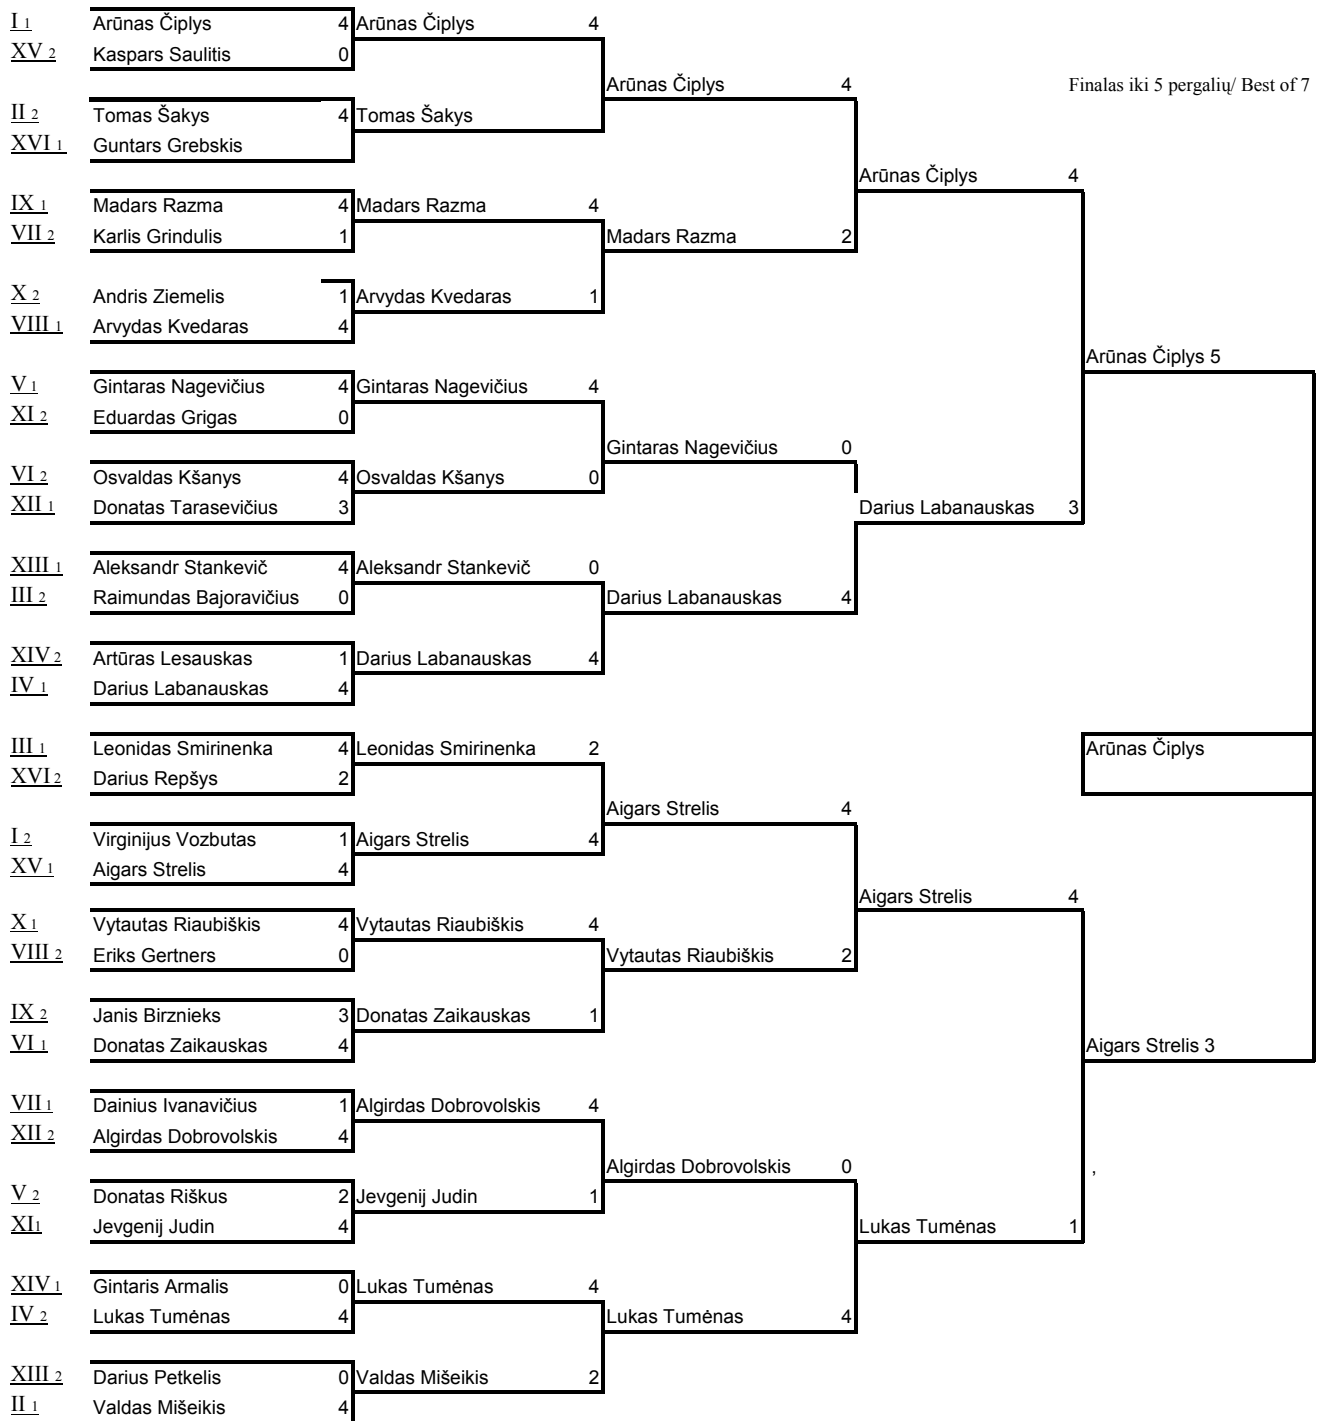 I 1 Arūnas Čiplys 4 Arūnas Čiplys 4
XV 2 Kaspars Saulitis 0
Arūnas Čiplys 4 Finalas iki 5 pergalių/ Best of 7
II 2 Tomas Šakys 4 Tomas Šakys
XVI 1 Guntars Grebskis
Arūnas Čiplys 4
IX 1 Madars Razma 4 Madars Razma 4
VII 2 Karlis Grindulis 1 Madars Razma 2
X 2 Andris Ziemelis 1 Arvydas Kvedaras 1
VIII 1 Arvydas Kvedaras 4
Arūnas Čiplys 5
V 1 Gintaras Nagevičius 4 Gintaras Nagevičius 4
XI 2 Eduardas Grigas 0
Gintaras Nagevičius 0
VI 2 Osvaldas Kšanys 4 Osvaldas Kšanys 0
XII 1 Donatas Tarasevičius 3 Darius Labanauskas 3
XIII 1 Aleksandr Stankevič 4 Aleksandr Stankevič 0
III 2 Raimundas Bajoravičius 0 Darius Labanauskas 4
XIV 2 Artūras Lesauskas 1 Darius Labanauskas 4
IV 1 Darius Labanauskas 4
III 1 Leonidas Smirinenka 4 Leonidas Smirinenka 2 Arūnas Čiplys
XVI 2 Darius Repšys 2
Aigars Strelis 4
I 2 Virginijus Vozbutas 1 Aigars Strelis 4
XV 1 Aigars Strelis 4
Aigars Strelis 4
X 1 Vytautas Riaubiškis 4 Vytautas Riaubiškis 4
VIII 2 Eriks Gertners 0 Vytautas Riaubiškis 2
IX 2 Janis Birznieks 3 Donatas Zaikauskas 1
VI 1 Donatas Zaikauskas 4 Aigars Strelis 3
VII 1 Dainius Ivanavičius 1 Algirdas Dobrovolskis 4
XII 2 Algirdas Dobrovolskis 4
Algirdas Dobrovolskis 0 ,
V 2 Donatas Riškus 2 Jevgenij Judin 1
XI1 Jevgenij Judin 4 Lukas Tumėnas 1
XIV 1 Gintaris Armalis 0 Lukas Tumėnas 4
IV 2 Lukas Tumėnas 4 Lukas Tumėnas 4
XIII 2 Darius Petkelis 0 Valdas Mišeikis 2
II 1 Valdas Mišeikis 4